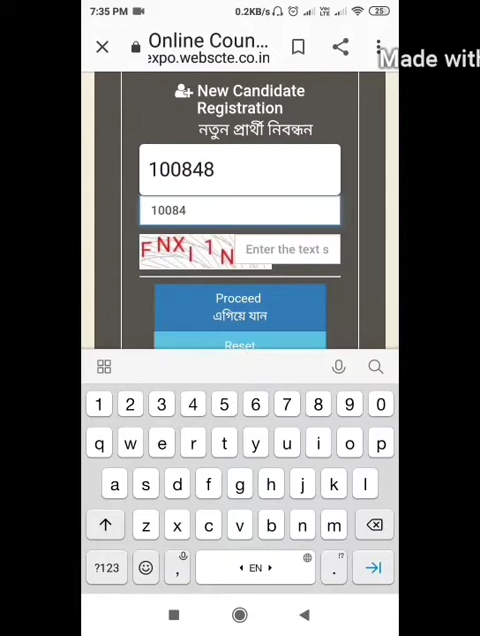 7:35 PM 0.2KB/s 25
Online Coun...
expo.webscte.co.in
Made with
New Candidate
Registration
নতুন প্রার্থী নিবন্ধন
100848
10084
FNXI1N Enter the text s
Proceed
এগিয়ে যান
Reset
1 2 3 4 5 6 7 8 9 0
q w e r t y u i o p
a s d f g h j k l
z x c v b n m
?123 , EN . !?